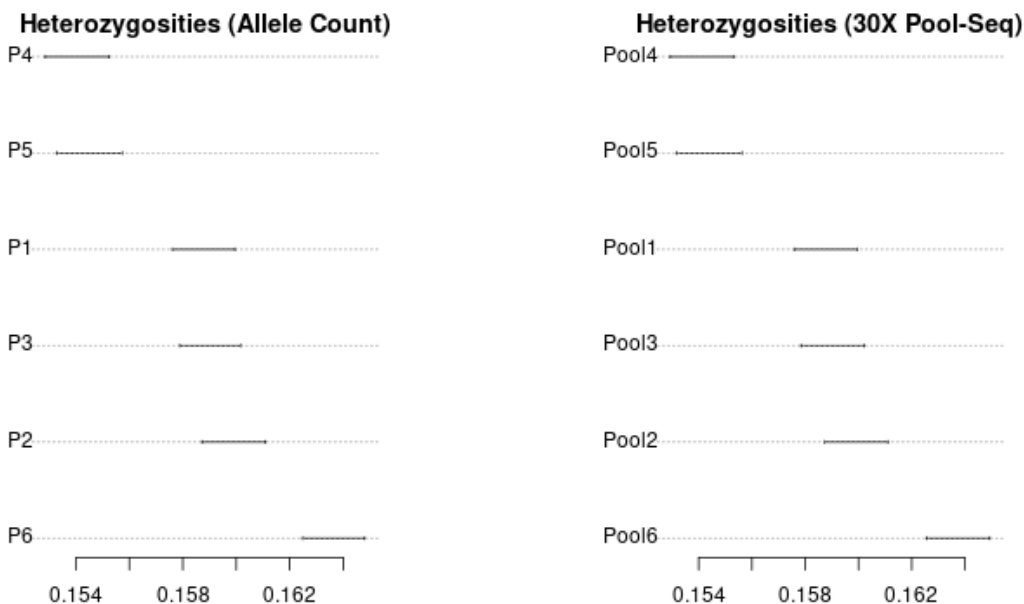 Heterozygosities (Allele Count)
P4
P5
P1
P3
P2
P6
0.154 0.158 0.162
Heterozygosities (30X Pool-Seq)
Pool4
Pool5
Pool1
Pool3
Pool2
Pool6
0.154 0.158 0.162